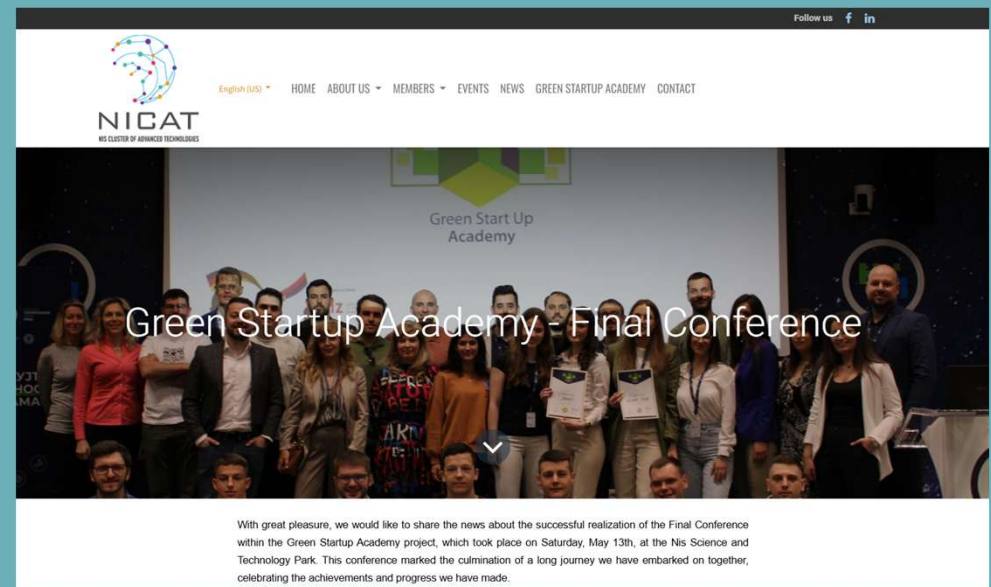 Follow us
NICAT
NIS CLUSTER OF ADVANCED TECHNOLOGIES
English (US) HOME ABOUT US MEMBERS EVENTS NEWS GREEN STARTUP ACADEMY CONTACT
Green Start Up
Academy
Green Startup Academy - Final Conference
With great pleasure, we would like to share the news about the successful realization of the Final Conference
within the Green Startup Academy project, which took place on Saturday, May 13th, at the Nis Science and
Technology Park. This conference marked the culmination of a long journey we have embarked on together,
celebrating the achievements and progress we have made.